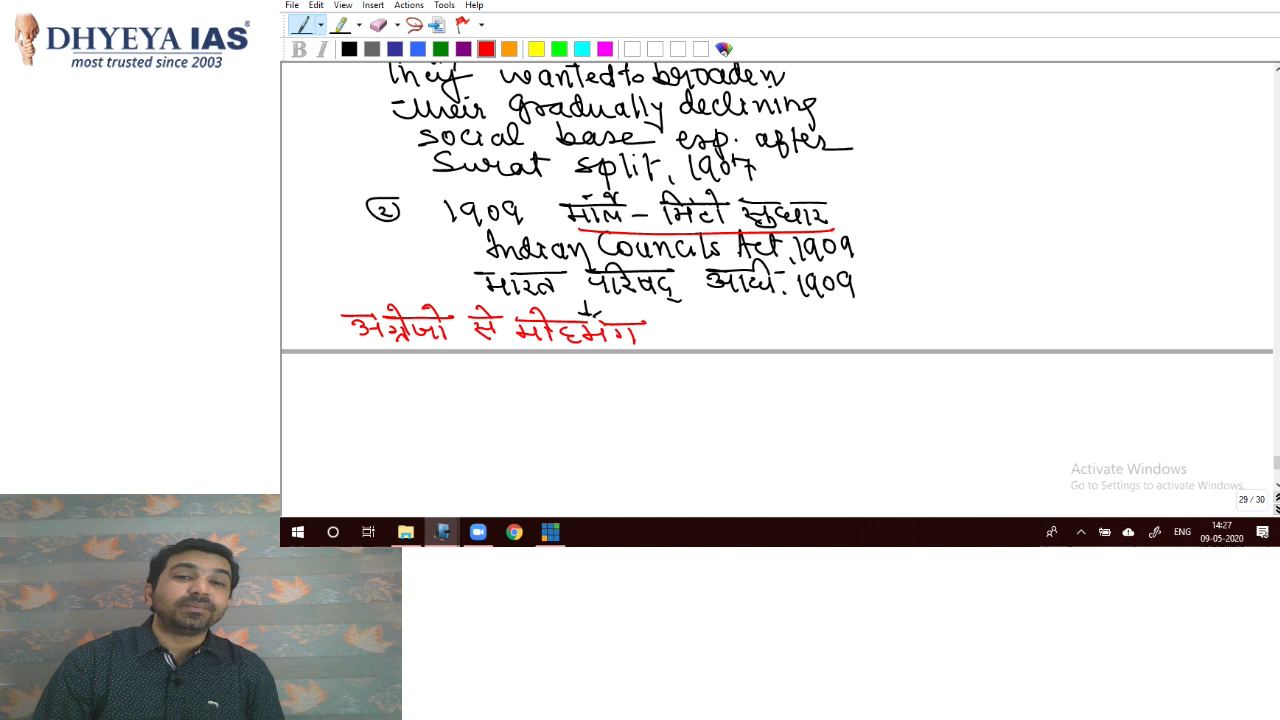 File Edit View Insert Actions Tools Help
DHYEYA IAS®
most trusted since 2003
B I
They wanted to broaden
their gradually declining
social base esp. after
Surat split, 1907
② 1909 मार्ले - मिंटो सुधार
Indian Councils Act, 1909
भारत परिषद् अधि. 1909
अंग्रेजों से मोहभंग
Activate Windows
Go to Settings to activate Windows.
29 / 30
ENG
14:27
09-05-2020